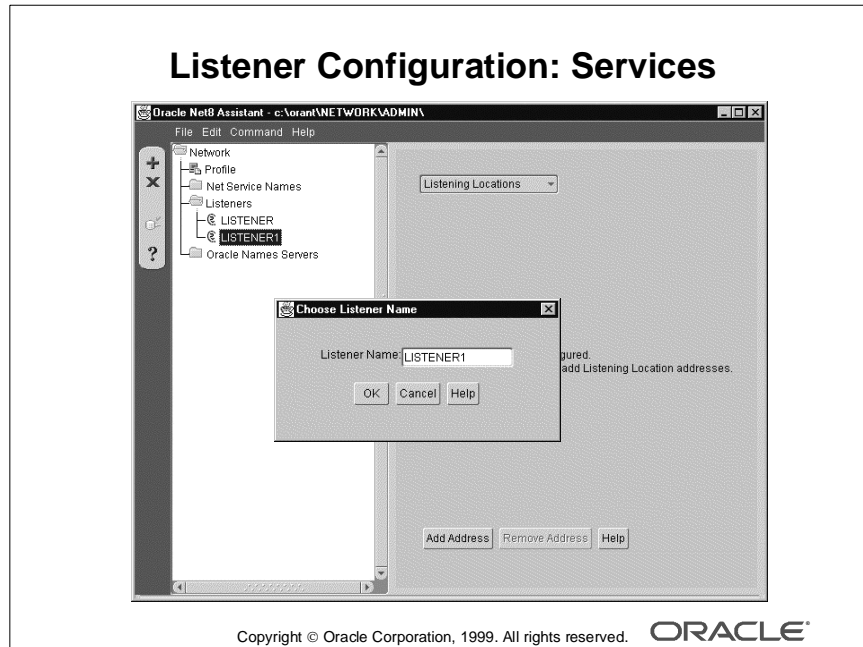 Listener Configuration: Services
Oracle Net8 Assistant - c:\orant\NETWORK\ADMIN\
File Edit Command Help
Network
Profile
Net Service Names
Listeners
LISTENER
LISTENER1
Oracle Names Servers
Listening Locations
Choose Listener Name
Listener Name: LISTENER1
OK Cancel Help
gured.
add Listening Location addresses.
Add Address Remove Address Help
Copyright © Oracle Corporation, 1999. All rights reserved. ORACLE®